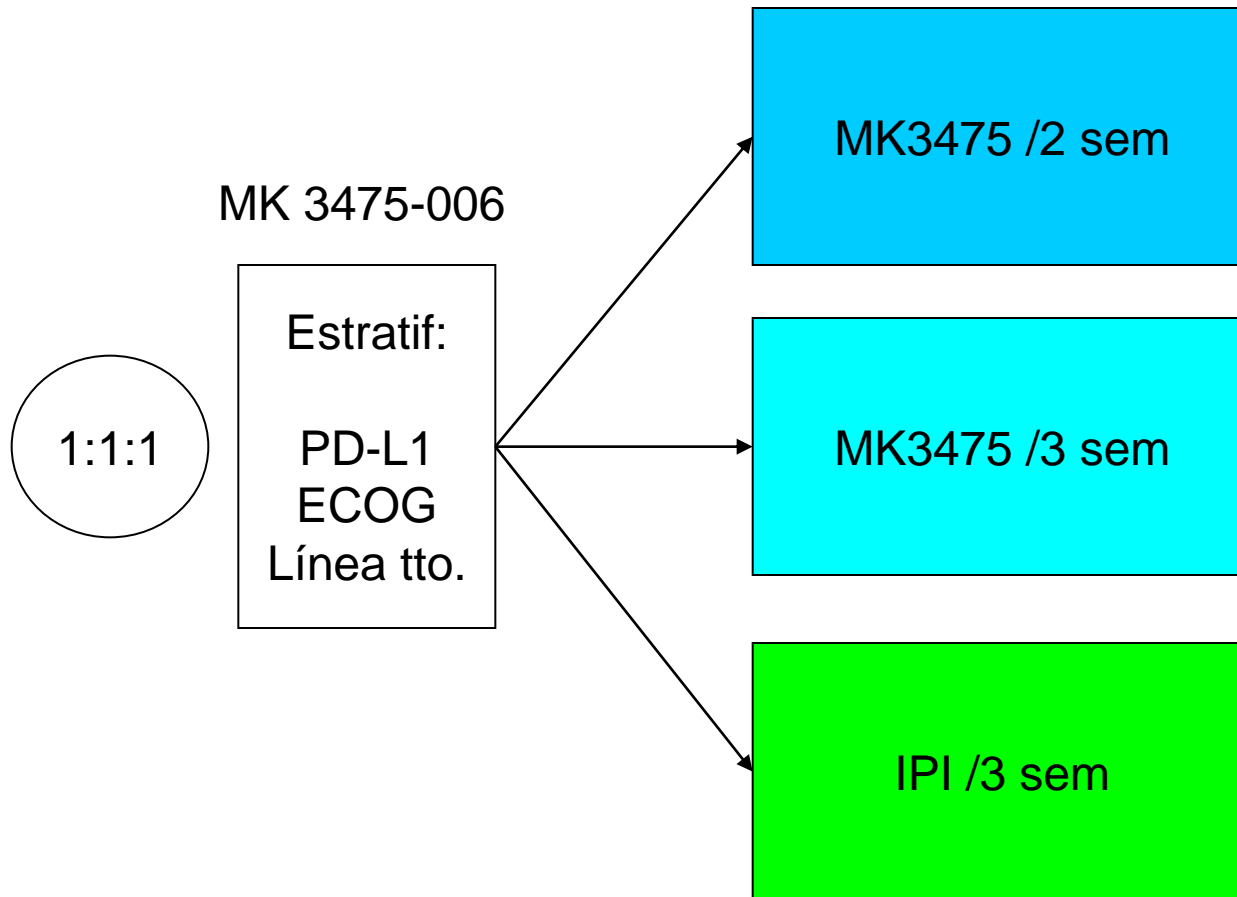 MK 3475-006
1:1:1
Estratif:
PD-L1
ECOG
Línea tto.
MK3475 /2 sem
MK3475 /3 sem
IPI /3 sem